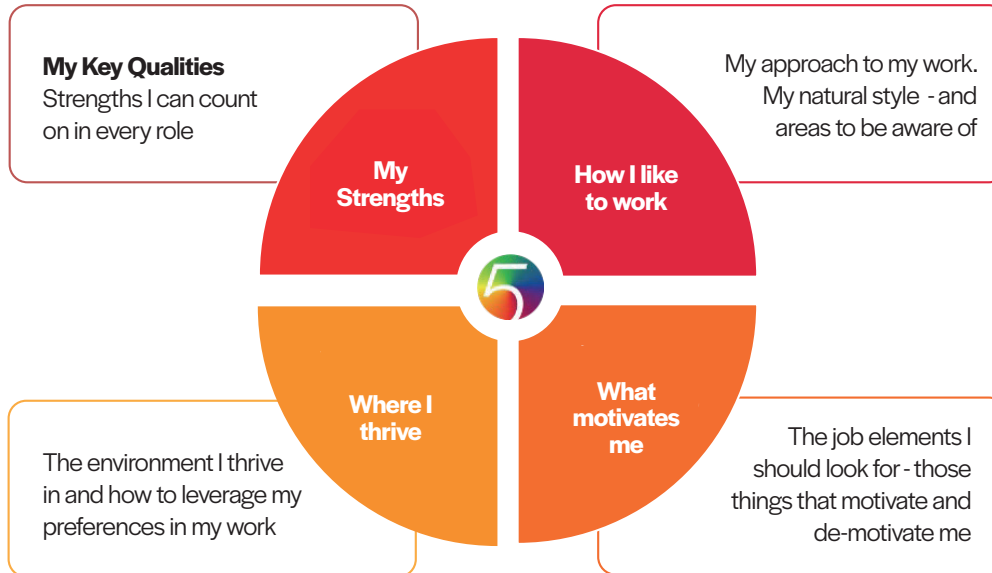 My Key Qualities
Strengths I can count
on in every role
My approach to my work.
My natural style - and
areas to be aware of
My
Strengths
How I like
to work
5
Where I
thrive
What
motivates
me
The environment I thrive
in and how to leverage my
preferences in my work
The job elements I
should look for - those
things that motivate and
de-motivate me